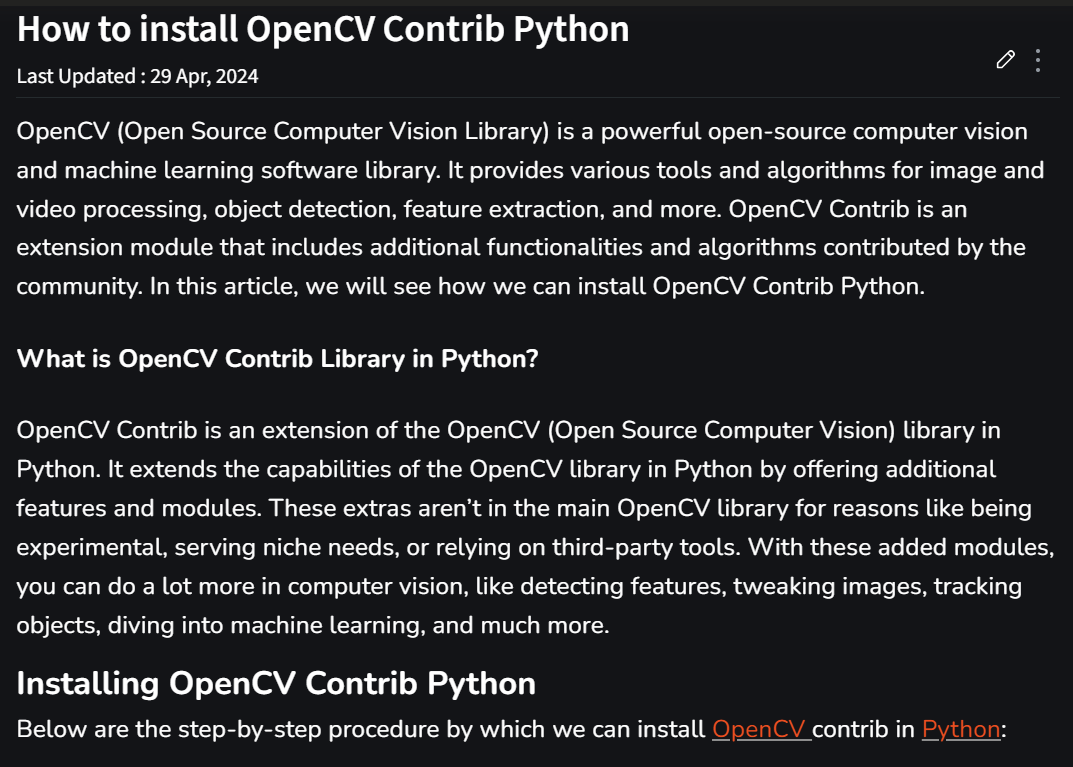 How to install OpenCV Contrib Python
Last Updated : 29 Apr, 2024
OpenCV (Open Source Computer Vision Library) is a powerful open-source computer vision
and machine learning software library. It provides various tools and algorithms for image and
video processing, object detection, feature extraction, and more. OpenCV Contrib is an
extension module that includes additional functionalities and algorithms contributed by the
community. In this article, we will see how we can install OpenCV Contrib Python.
What is OpenCV Contrib Library in Python?
OpenCV Contrib is an extension of the OpenCV (Open Source Computer Vision) library in
Python. It extends the capabilities of the OpenCV library in Python by offering additional
features and modules. These extras aren’t in the main OpenCV library for reasons like being
experimental, serving niche needs, or relying on third-party tools. With these added modules,
you can do a lot more in computer vision, like detecting features, tweaking images, tracking
objects, diving into machine learning, and much more.
Installing OpenCV Contrib Python
Below are the step-by-step procedure by which we can install OpenCV contrib in Python: